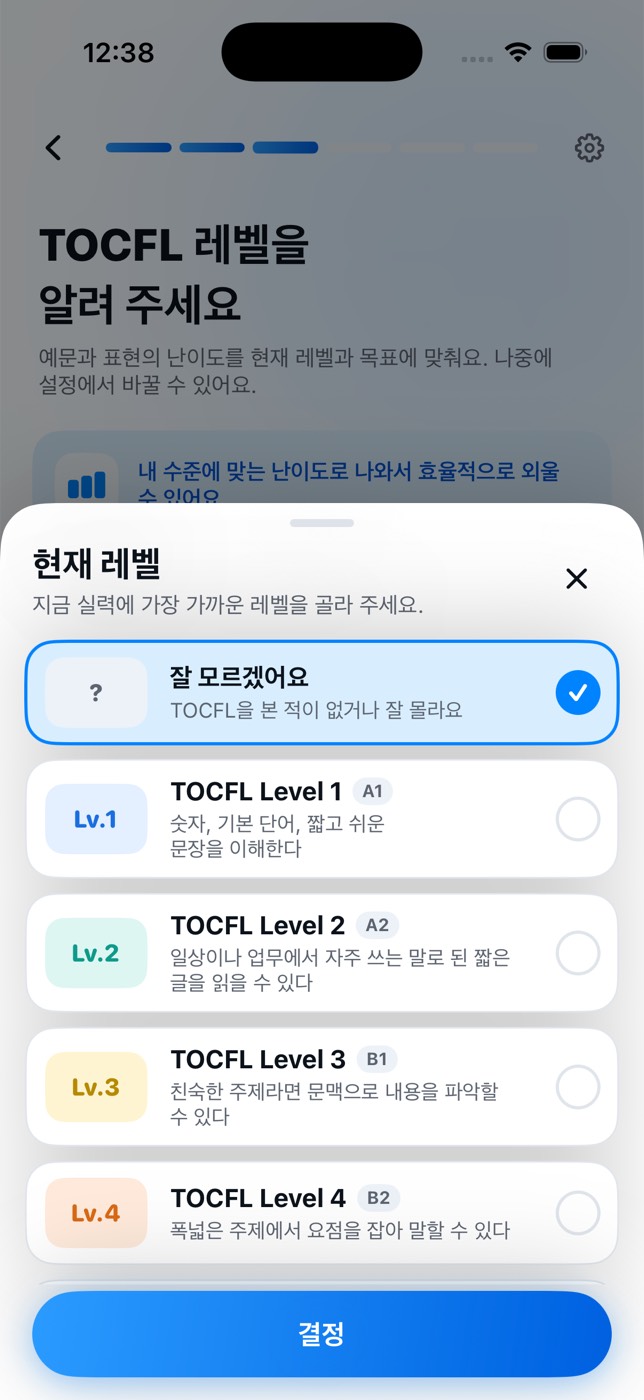 12:38
TOCFL 레벨을
알려 주세요
예문과 표현의 난이도를 현재 레벨과 목표에 맞춰요. 나중에
설정에서 바꿀 수 있어요.
내 수준에 맞는 난이도로 나와서 효율적으로 외울
수 있어요
현재 레벨
지금 실력에 가장 가까운 레벨을 골라 주세요.
?
잘 모르겠어요
TOCFL을 본 적이 없거나 잘 몰라요
Lv.1
TOCFL Level 1 A1
숫자, 기본 단어, 짧고 쉬운
문장을 이해한다
Lv.2
TOCFL Level 2 A2
일상이나 업무에서 자주 쓰는 말로 된 짧은
글을 읽을 수 있다
Lv.3
TOCFL Level 3 B1
친숙한 주제라면 문맥으로 내용을 파악할
수 있다
Lv.4
TOCFL Level 4 B2
폭넓은 주제에서 요점을 잡아 말할 수 있다
결정